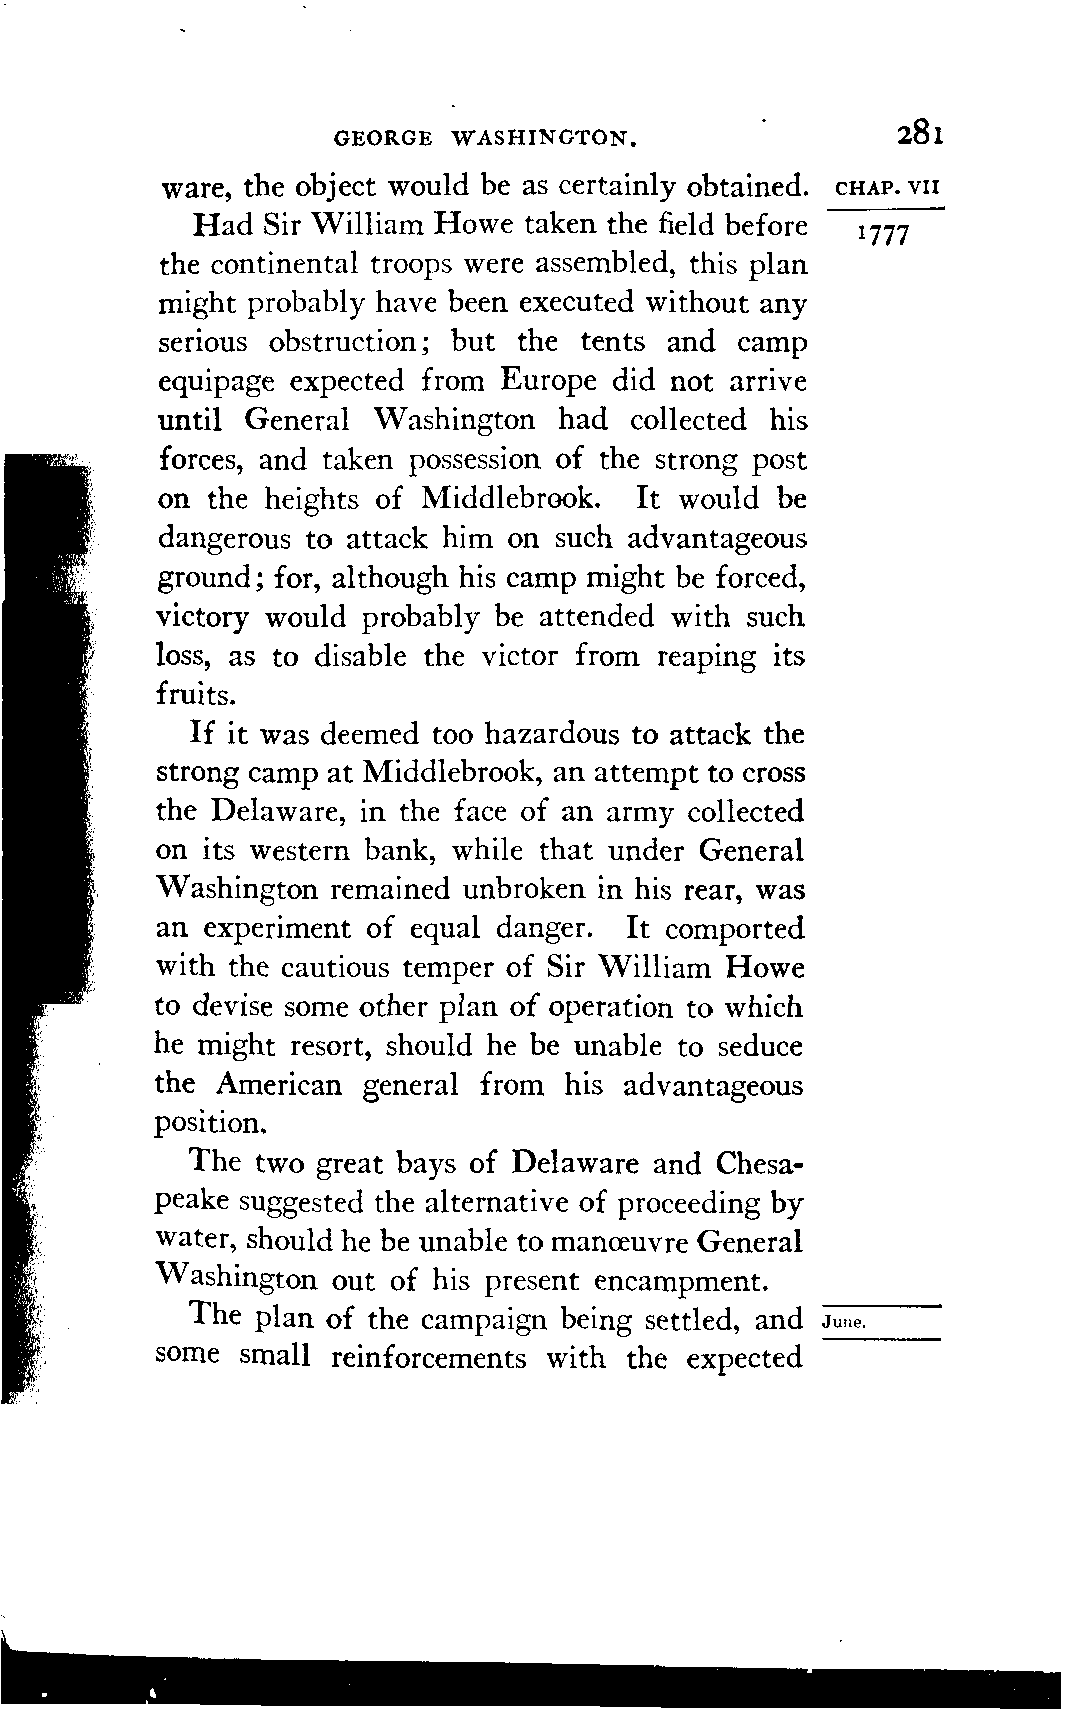 GEORGE WASHINGTON. 281
ware, the object would be as certainly obtained. CHAP. VII
Had Sir William Howe taken the field before 1777
the continental troops were assembled, this plan
might probably have been executed without any
serious obstruction; but the tents and camp
equipage expected from Europe did not arrive
until General Washington had collected his
forces, and taken possession of the strong post
on the heights of Middlebrook. It would be
dangerous to attack him on such advantageous
ground; for, although his camp might be forced,
victory would probably be attended with such
loss, as to disable the victor from reaping its
fruits.
If it was deemed too hazardous to attack the
strong camp at Middlebrook, an attempt to cross
the Delaware, in the face of an army collected
on its western bank, while that under General
Washington remained unbroken in his rear, was
an experiment of equal danger. It comported
with the cautious temper of Sir William Howe
to devise some other plan of operation to which
he might resort, should he be unable to seduce
the American general from his advantageous
position.
The two great bays of Delaware and Chesa-
peake suggested the alternative of proceeding by
water, should he be unable to manœuvre General
Washington out of his present encampment.
The plan of the campaign being settled, and June.
some small reinforcements with the expected